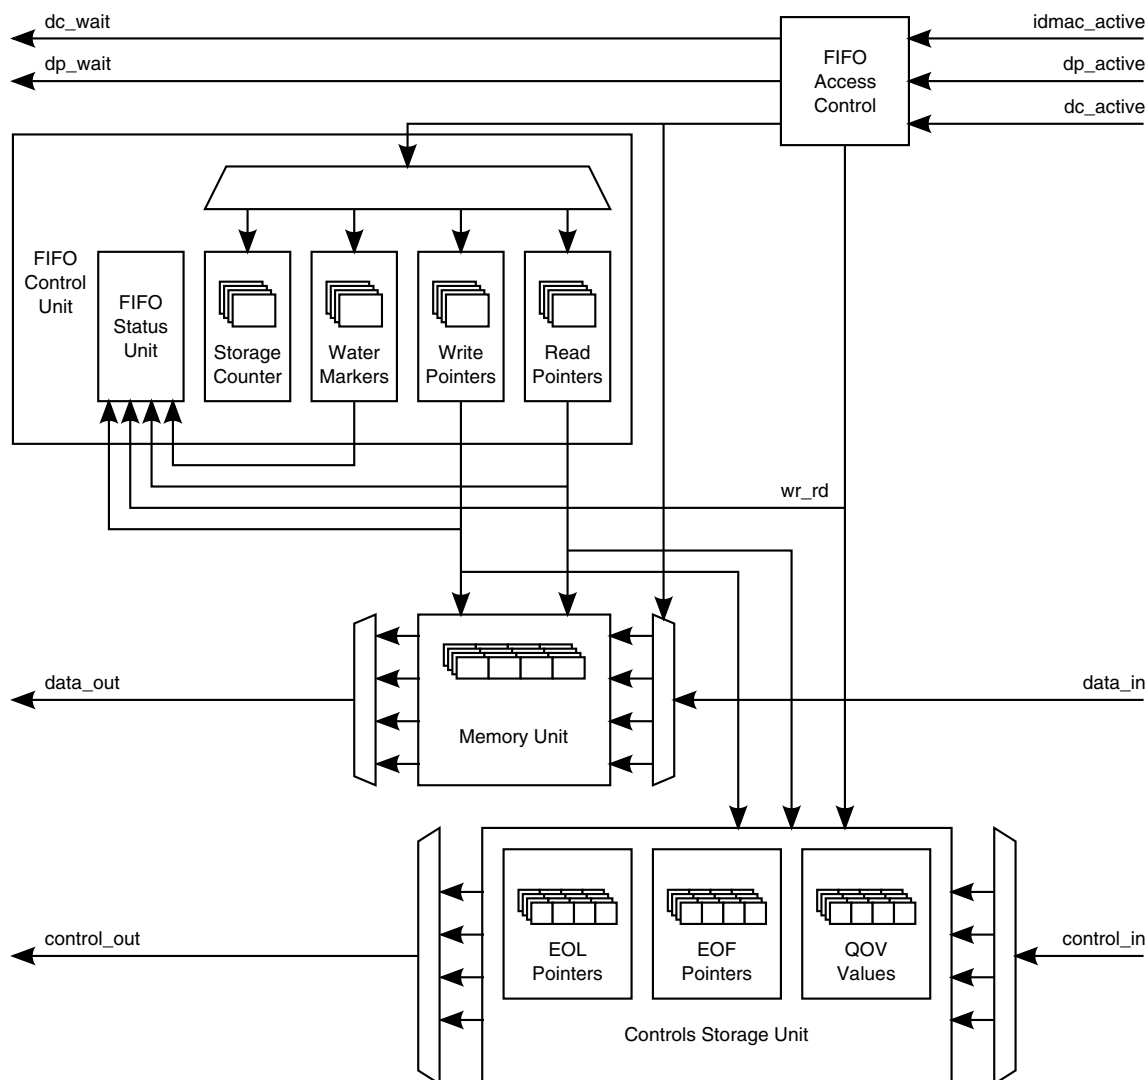 dc_wait
idmac_active
dp_wait
dp_active
dc_active
FIFO
Access
Control
FIFO
Control
Unit
FIFO
Status
Unit
Storage
Counter
Water
Markers
Write
Pointers
Read
Pointers
wr_rd
data_out
data_in
Memory Unit
control_out
control_in
EOL
Pointers
EOF
Pointers
QOV
Values
Controls Storage Unit